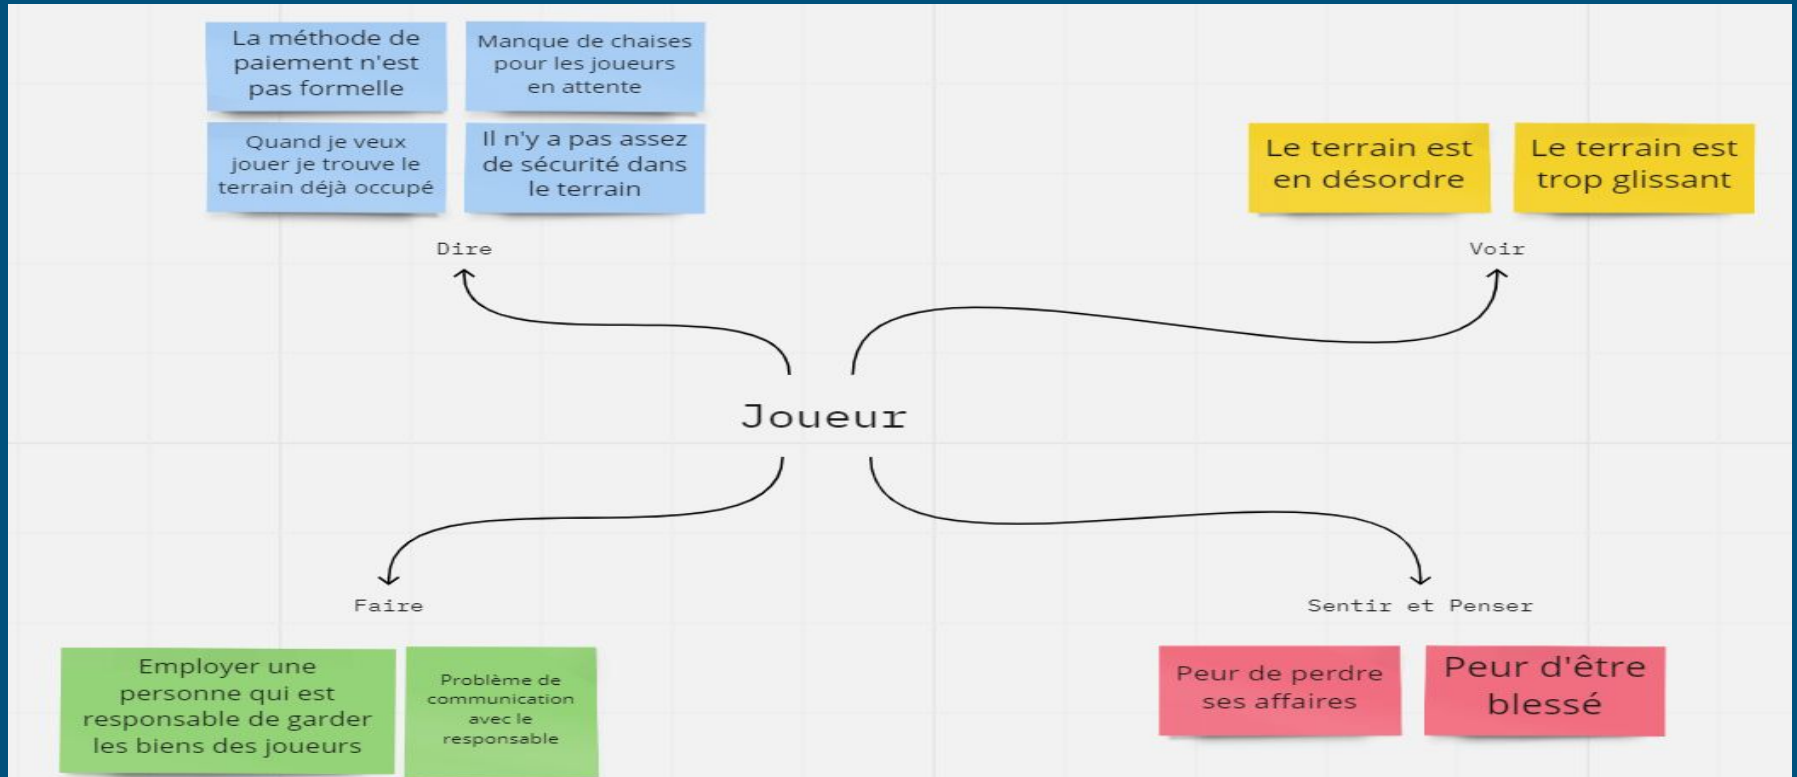 La méthode de
paiement n'est
pas formelle
Manque de chaises
pour les joueurs
en attente
Quand je veux
jouer je trouve le
terrain déjà occupé
Il n'y a pas assez
de sécurité dans
le terrain
Dire
Le terrain est
en désordre
Le terrain est
trop glissant
Voir
Joueur
Faire
Employer une
personne qui est
responsable de garder
les biens des joueurs
Problème de
communication
avec le
responsable
Sentir et Penser
Peur de perdre
ses affaires
Peur d'être
blessé